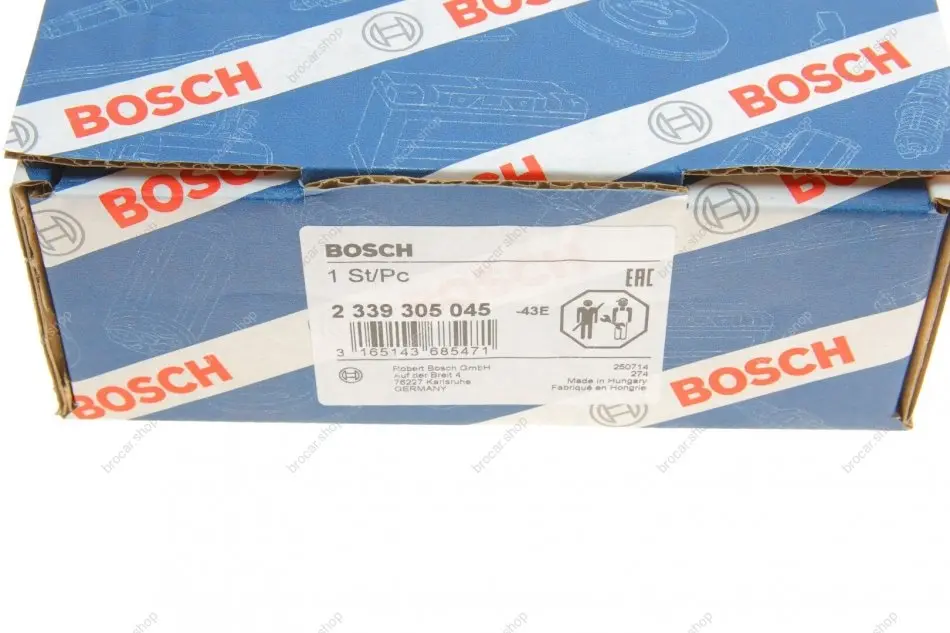 BOSCH
BOSCH
BOSCH
BOSCH
BOSCH
1 St/Pc
EAC
2 339 305 045 -43E
3 165143 685471
Robert Bosch GmbH
Auf der Breit 4
76227 Karlsruhe
GERMANY
250714
274
Made in Hungary
Fabriqué en Hongrie
BOSCH
BOSCH
brocar.shop